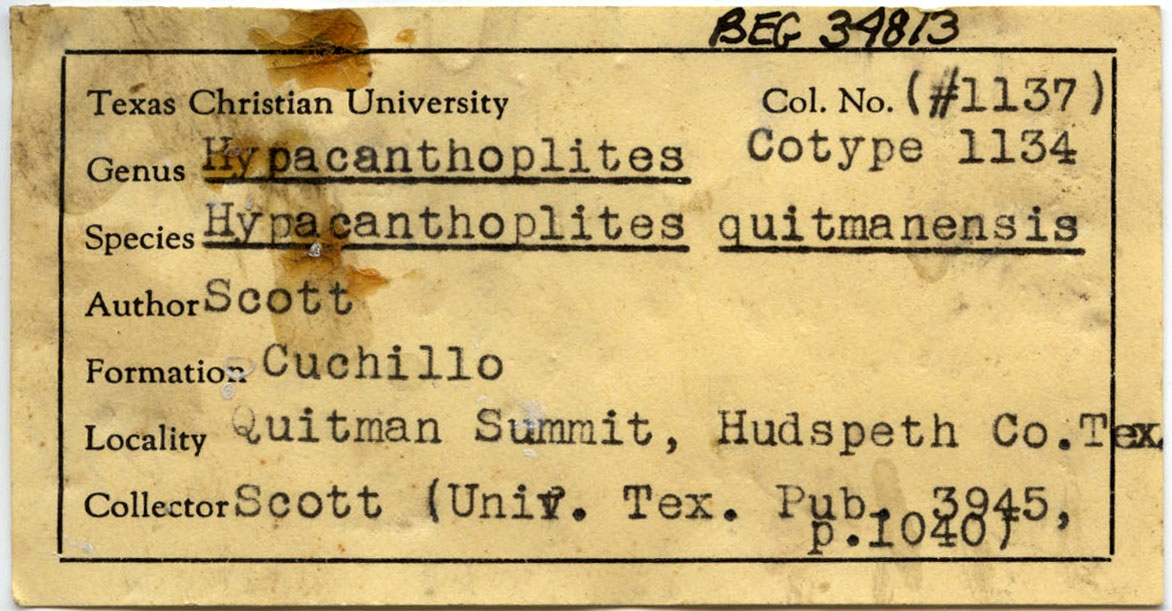 BEG 34813
Texas Christian University Col. No. (#1137)
Genus Hypacanthoplites Cotype 1134
Species Hypacanthoplites quitmanensis
Author Scott
Formation Cuchillo
Locality Quitman Summit, Hudspeth Co. Tex.
Collector Scott (Univ. Tex. Pub. 3945,
p.1040)